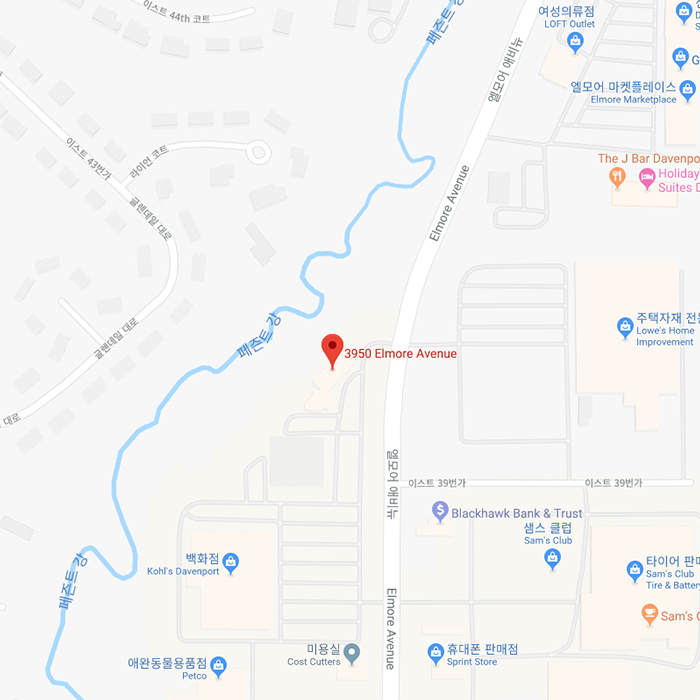 이스트 44th 코트
페즌트 강
여성의류점
LOFT Outlet
엘모어 애비뉴
엘모어 마켓플레이스
Elmore Marketplace
이스트 43번가
라이언 코트
The J Bar Davenpo
Holiday
Suites D
Elmore Avenue
글렌데일 대로
주택자재 전
Lowe's Home
Improvement
페즌트 강
글렌데일 대로
3950 Elmore Avenue
대로
엘모어 애비뉴
이스트 39번가
이스트 39번가
Blackhawk Bank & Trust
샘스 클럽
Sam's Club
백화점
Kohl's Davenport
타이어 판매
Sam's Club
Tire & Battery
페즌트 강
Elmore Avenue
Sam's C
미용실
Cost Cutters
휴대폰 판매점
Sprint Store
애완동물용품점
Petco